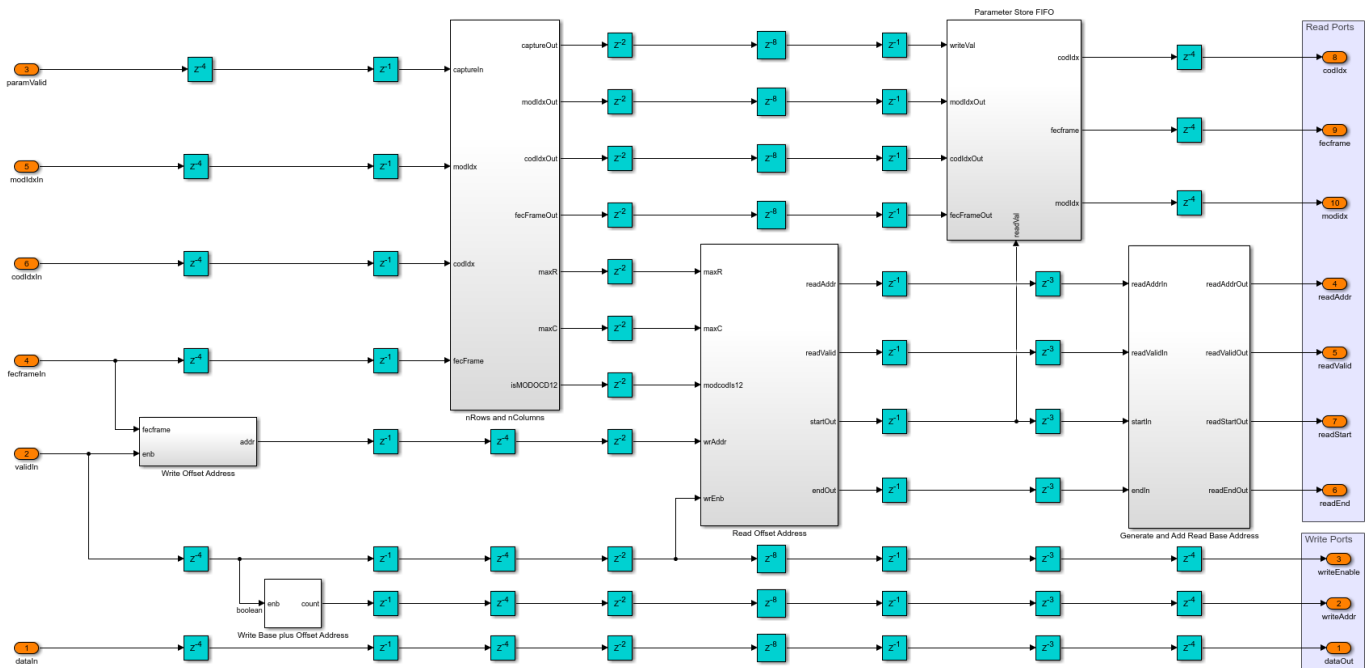 Parameter Store FIFO
Read Ports
3
paramValid
z-4
z-1
captureIn
captureOut
z-2
z-8
z-1
writeVal
codIdx
z-4
8
codIdx
modIdxOut
z-2
z-8
z-1
modIdxOut
fecframe
z-4
9
fecframe
5
modIdxIn
z-4
z-1
modIdx
codIdxOut
z-2
z-8
z-1
codIdxOut
modIdx
z-4
10
modidx
fecFrameOut
z-2
z-8
z-1
fecFrameOut
readVal
6
codIdxIn
z-4
z-1
codIdx
maxR
z-2
maxR
readAddr
z-1
z-3
readAddrIn
readAddrOut
4
readAddr
maxC
z-2
maxC
readValid
z-1
z-3
readValidIn
readValidOut
5
readValid
4
fecframeIn
z-4
z-1
fecFrame
isMODOCD12
z-2
modcodIs12
nRows and nColumns
startOut
z-1
z-3
startIn
readStartOut
7
readStart
fecframe
enb
addr
Write Offset Address
z-1
z-4
z-2
wrAddr
2
validIn
wrEnb
endOut
z-1
z-3
endIn
readEndOut
6
readEnd
Read Offset Address
Generate and Add Read Base Address
Write Ports
z-4
z-1
z-4
z-2
z-8
z-1
z-3
z-4
3
writeEnable
boolean
enb
count
Write Base plus Offset Address
z-1
z-4
z-2
z-8
z-1
z-3
z-4
2
writeAddr
1
dataIn
z-4
z-1
z-4
z-2
z-8
z-1
z-3
z-4
1
dataOut